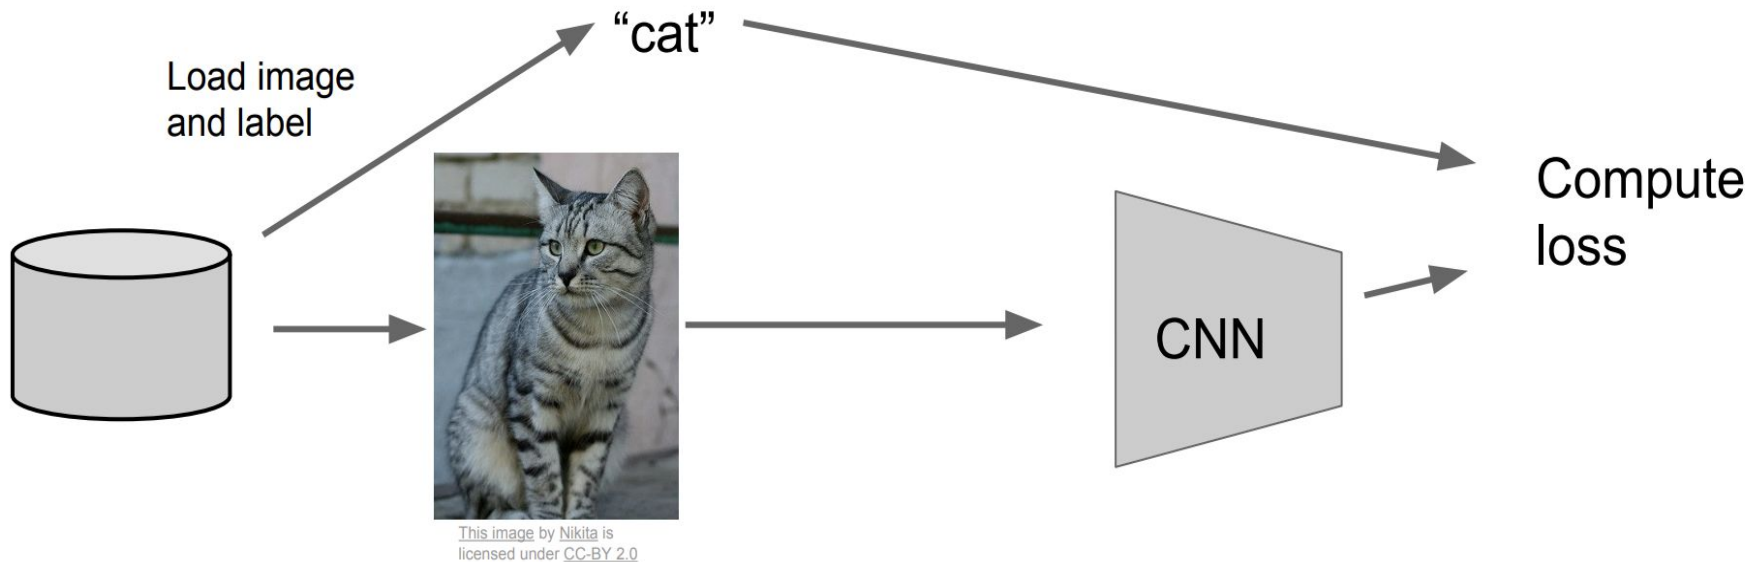 “cat”
Load image
and label
Compute
loss
CNN
This image by Nikita is
licensed under CC-BY 2.0